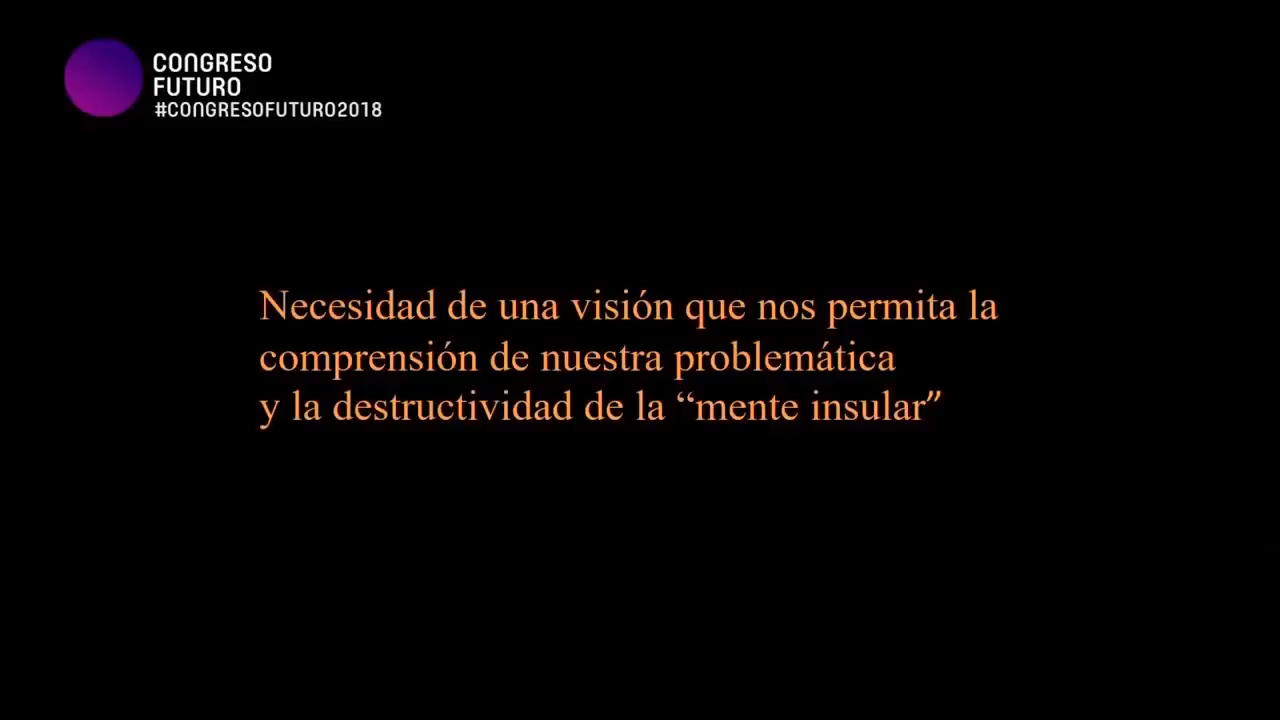 CONGRESO
FUTURO
#CONGRESOFUTURO2018
Necesidad de una visión que nos permita la
comprensión de nuestra problemática
y la destructividad de la “mente insular”